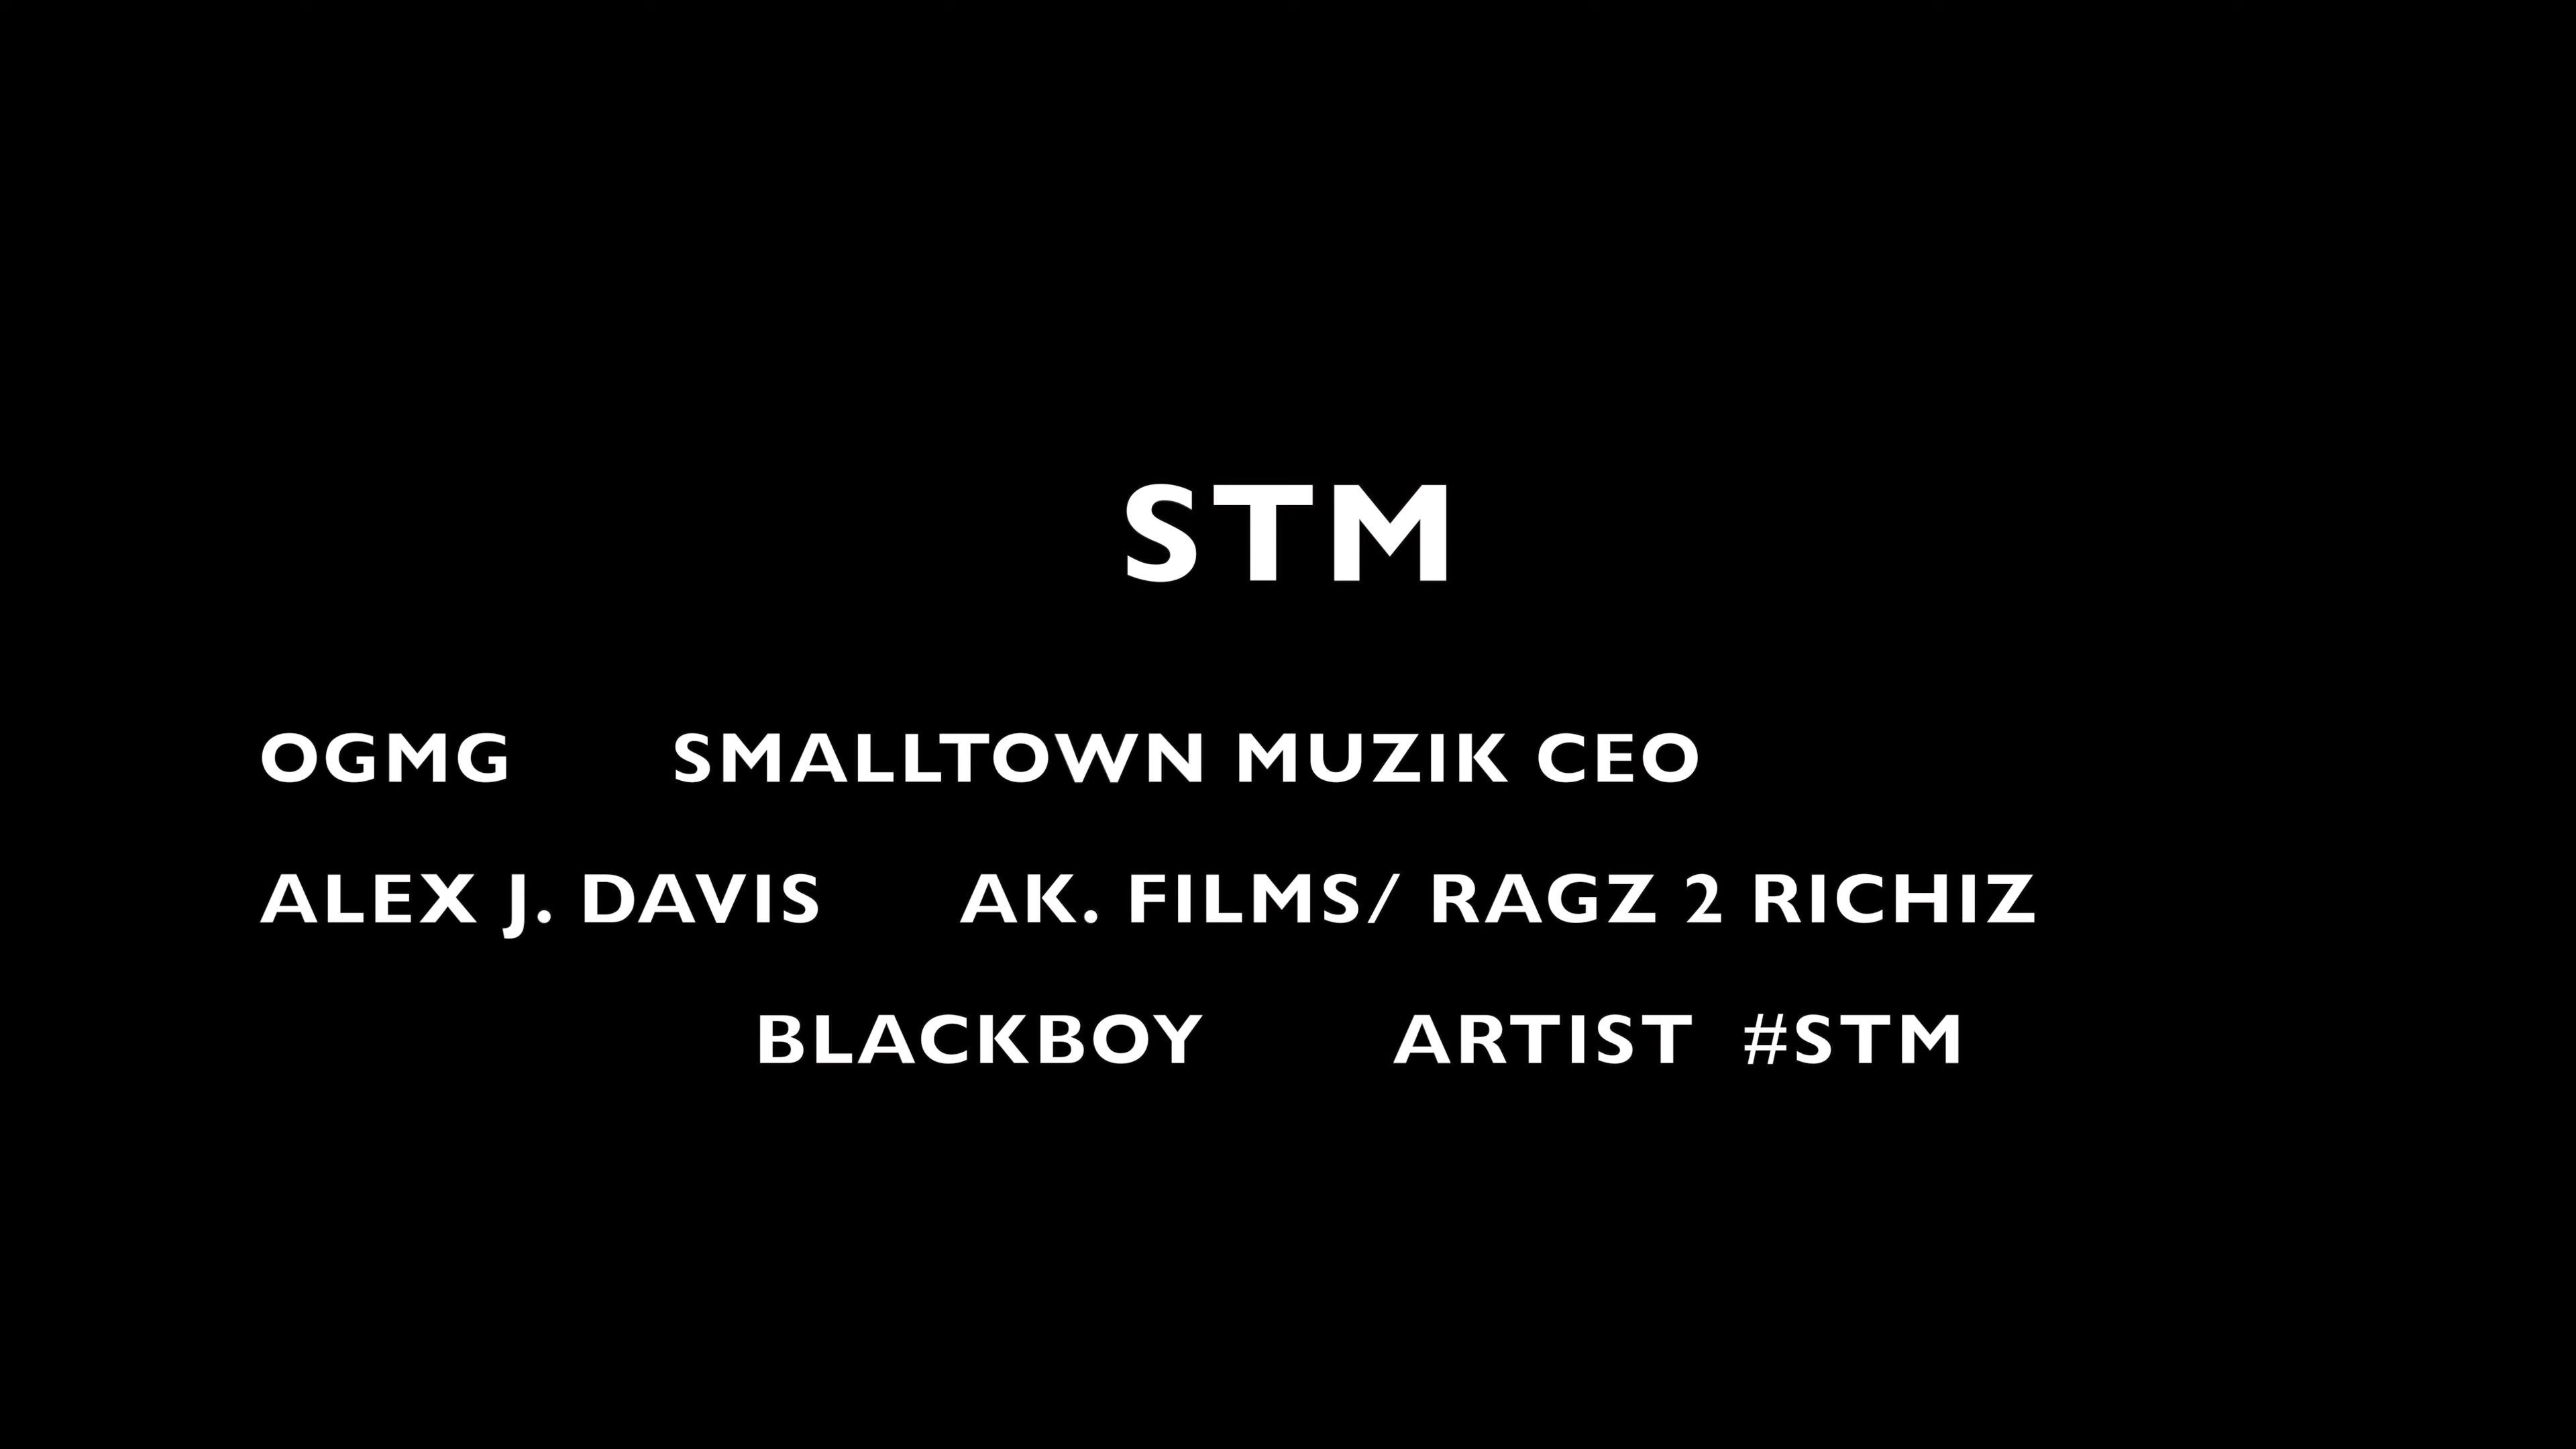 STM
OGMG SMALLTOWN MUZIK CEO
ALEX J. DAVIS AK. FILMS/ RAGZ 2 RICHIZ
BLACKBOY ARTIST #STM